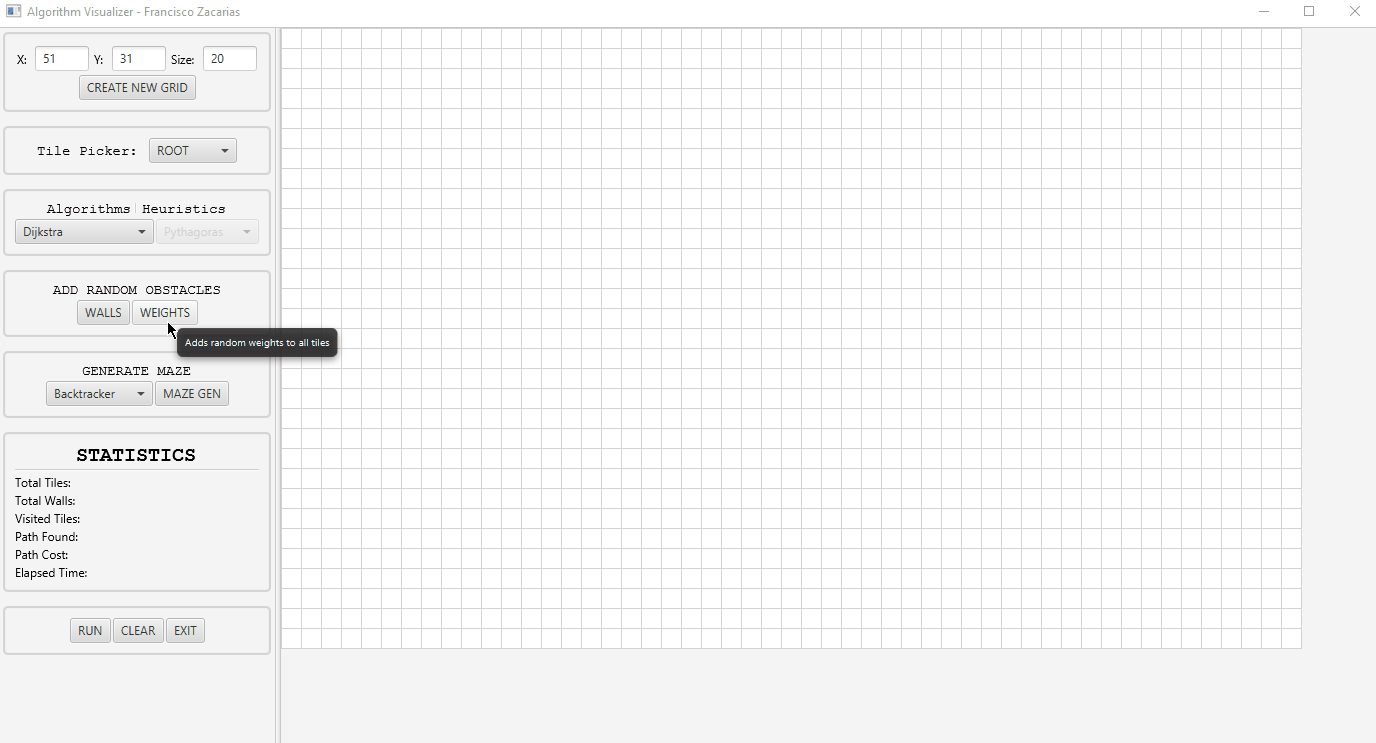 Algorithm Visualizer - Francisco Zacarias
X: 51 Y: 31 Size: 20
CREATE NEW GRID
Tile Picker: ROOT
Algorithms Heuristics
Dijkstra Pythagoras
ADD RANDOM OBSTACLES
WALLS WEIGHTS
Adds random weights to all tiles
GENERATE MAZE
Backtracker MAZE GEN
STATISTICS
Total Tiles:
Total Walls:
Visited Tiles:
Path Found:
Path Cost:
Elapsed Time:
RUN CLEAR EXIT